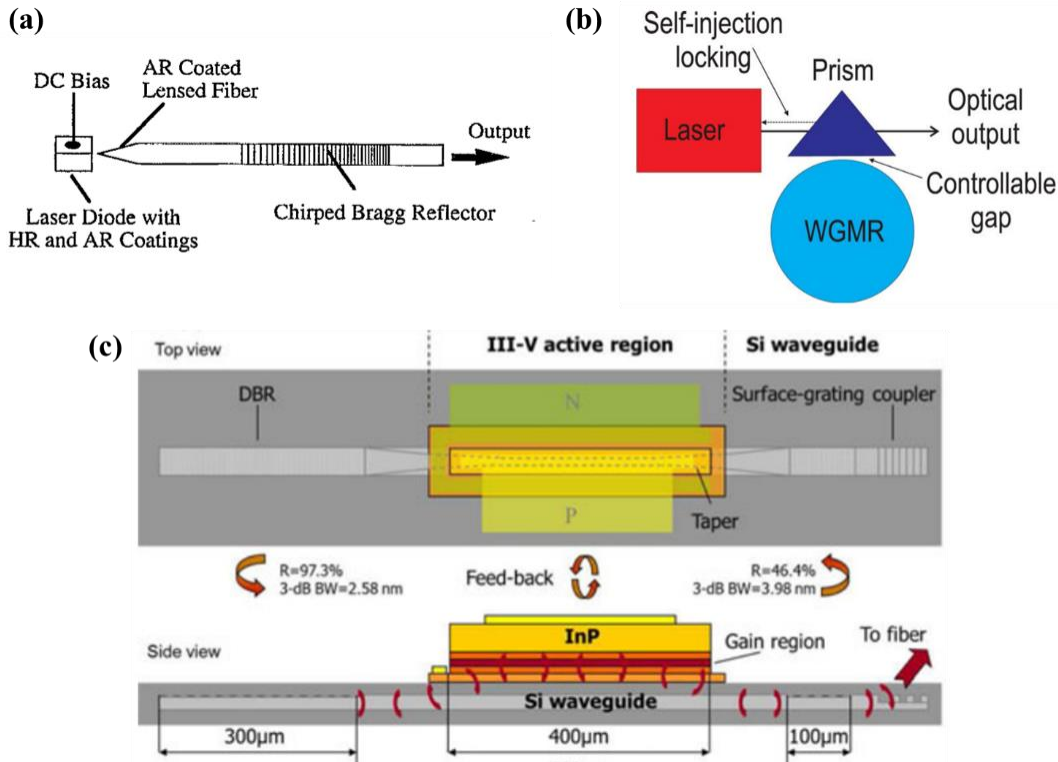 (a)
DC Bias
AR Coated
Lensed Fiber
Output
Chirped Bragg Reflector
Laser Diode with
HR and AR Coatings
(b)
Self-injection
locking
Prism
Laser
Optical
output
Controllable
gap
WGMR
(c)
Top view
III-V active region
Si waveguide
DBR
N
Surface-grating coupler
P
Taper
R=97.3%
3-dB BW=2.58 nm
Feed-back
R=46.4%
3-dB BW=3.98 nm
Side view
InP
Gain region
To fiber
Si waveguide
300μm
400μm
100μm